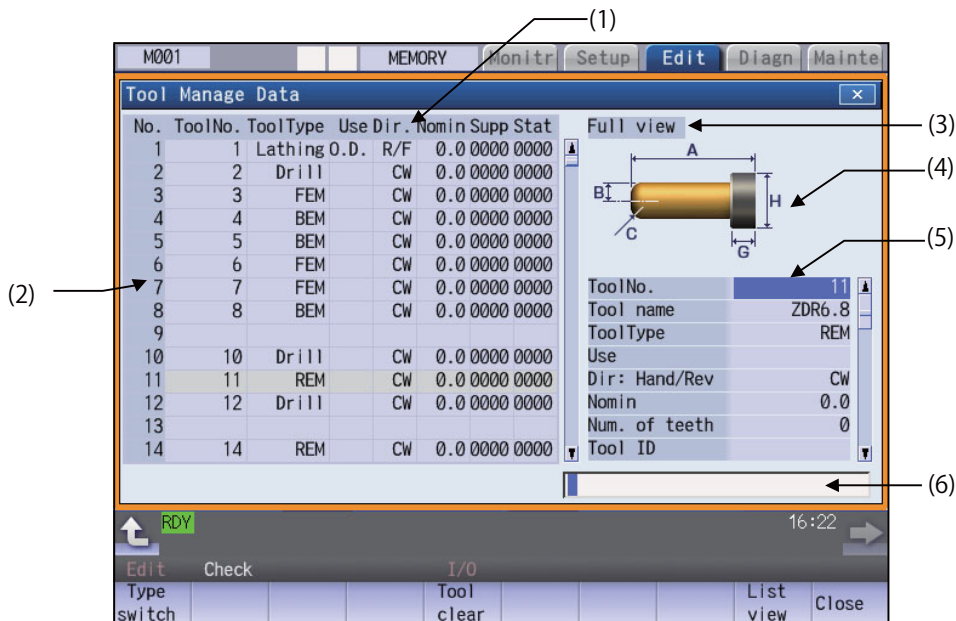 (1)
M001 MEMORY Monitr Setup Edit Diagn Mainte
Tool Manage Data ×
No. ToolNo. ToolType Use Dir. Nomin Supp Stat
1 1 Lathing O.D. R/F 0.0 0000 0000
2 2 Drill CW 0.0 0000 0000
3 3 FEM CW 0.0 0000 0000
4 4 BEM CW 0.0 0000 0000
5 5 BEM CW 0.0 0000 0000
6 6 FEM CW 0.0 0000 0000
7 7 FEM CW 0.0 0000 0000
8 8 BEM CW 0.0 0000 0000
9
10 10 Drill CW 0.0 0000 0000
11 11 REM CW 0.0 0000 0000
12 12 Drill CW 0.0 0000 0000
13
14 14 REM CW 0.0 0000 0000
(2)
Full view
(3)
A
(4)
B
H
C
G
(5)
ToolNo. 11
Tool name ZDR6.8
ToolType REM
Use
Dir: Hand/Rev CW
Nomin 0.0
Num. of teeth 0
Tool ID
(6)
RDY 16:22
Edit Check I/O
Type switch
Tool clear
List view
Close